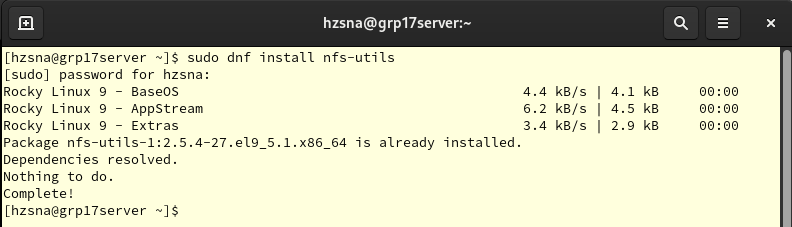 hzsna@grp17server:~
[hzsna@grp17server ~]$ sudo dnf install nfs-utils
[sudo] password for hzsna:
Rocky Linux 9 - BaseOS 4.4 kB/s | 4.1 kB 00:00
Rocky Linux 9 - AppStream 6.2 kB/s | 4.5 kB 00:00
Rocky Linux 9 - Extras 3.4 kB/s | 2.9 kB 00:00
Package nfs-utils-1:2.5.4-27.el9_5.1.x86_64 is already installed.
Dependencies resolved.
Nothing to do.
Complete!
[hzsna@grp17server ~]$